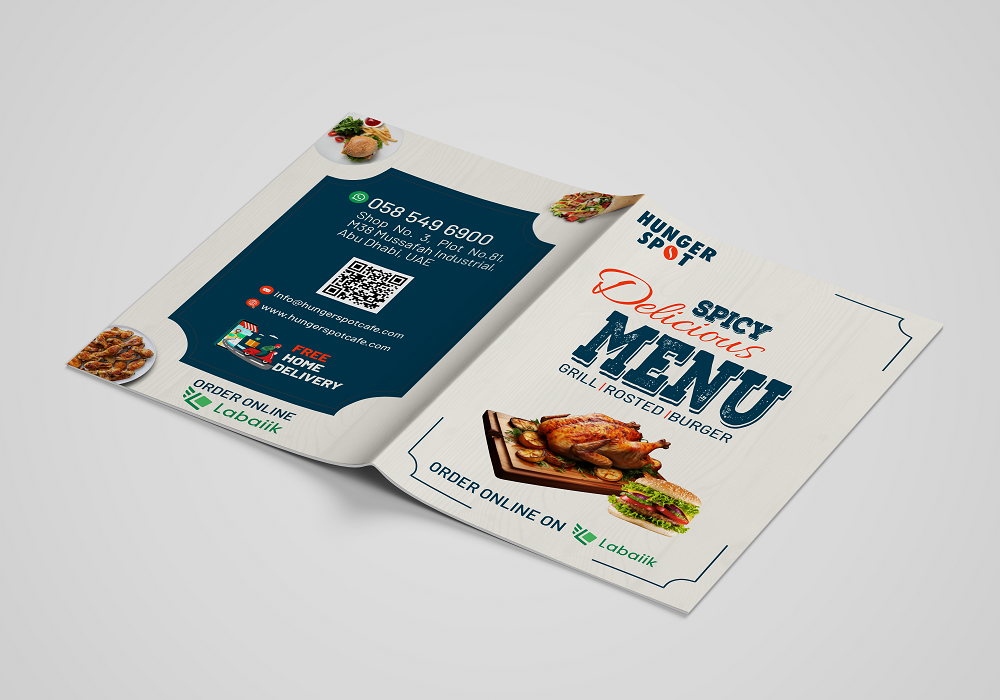 058 549 6900
Shop No. 3, Plot No.81,
M38 Mussafah Industrial,
Abu Dhabi, UAE
Info@hungerspotcafe.com
www.hungerspotcafe.com
FREE
HOME
DELIVERY
ORDER ONLINE
Labaiik
HUNGER
SPOT
SPICY
Delicious
MENU
GRILL|ROSTED|BURGER
ORDER ONLINE ON Labaiik